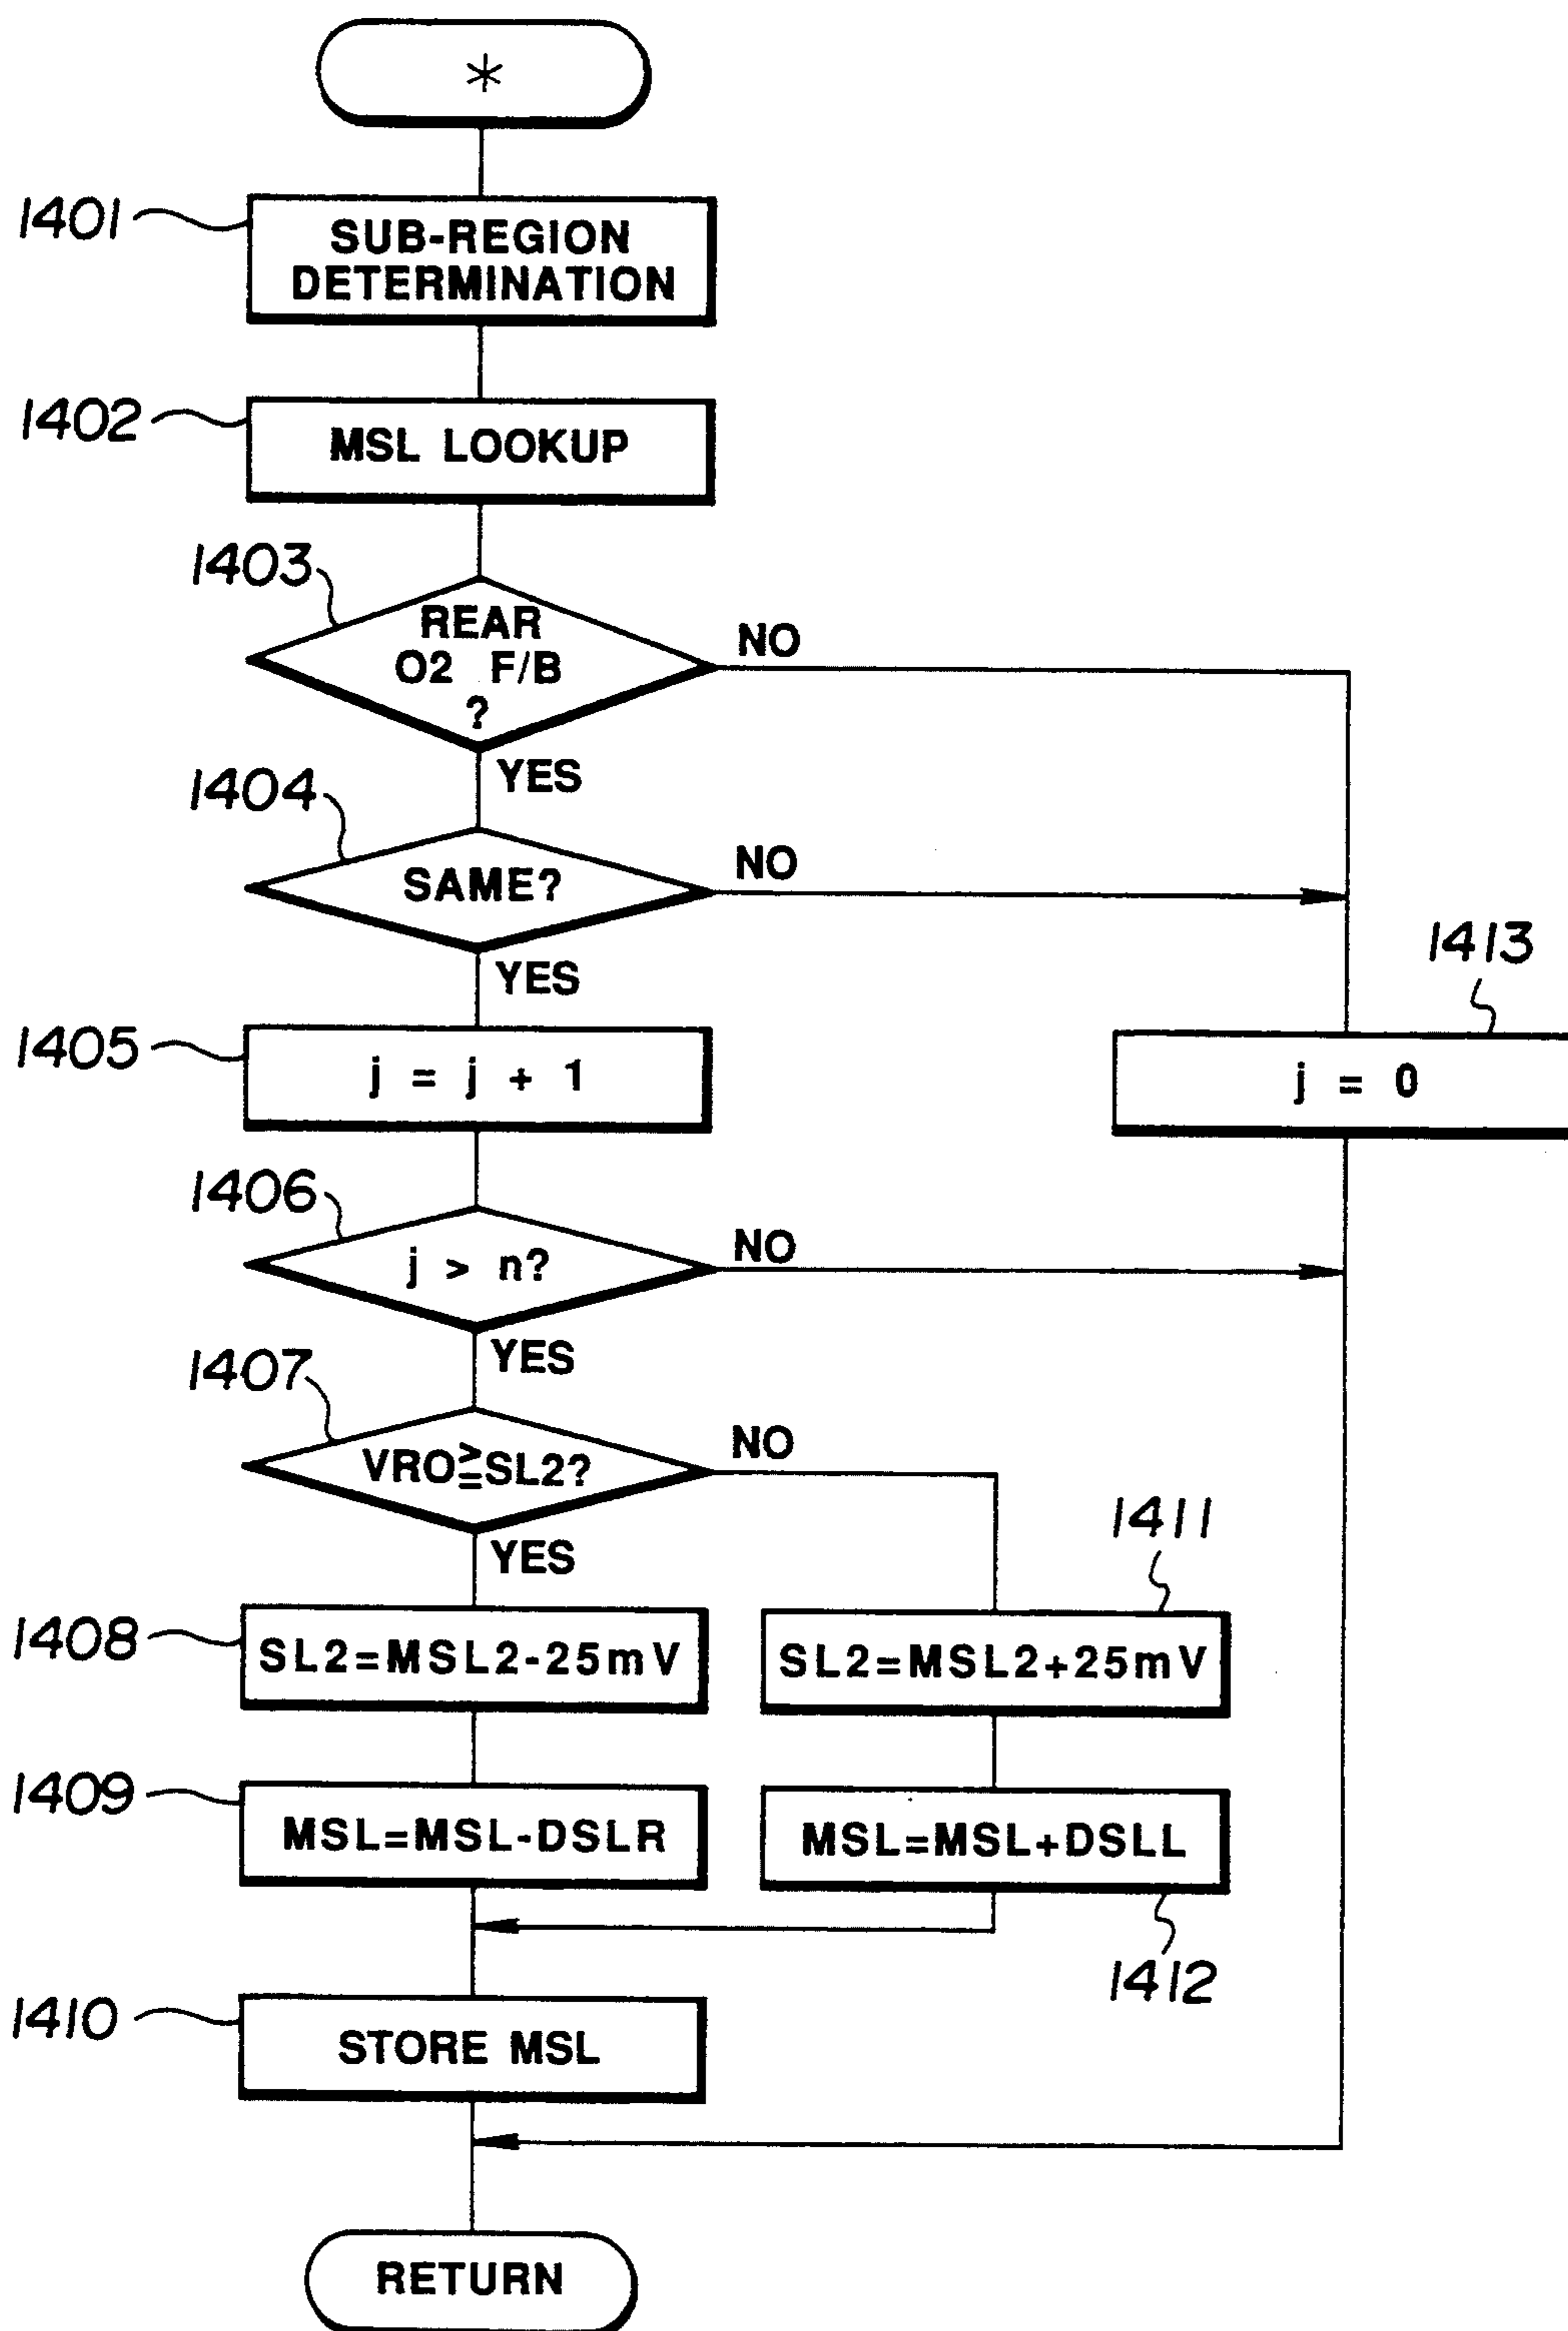 *
1401
SUB-REGION
DETERMINATION
1402
MSL LOOKUP
1403
REAR
O2 F/B
?
NO
YES
1404
SAME?
NO
YES
1413
1405
j = j + 1
j = 0
1406
j > n?
NO
YES
1407
VRO≧SL2?
NO
YES
1411
1408
SL2=MSL2-25mV
SL2=MSL2+25mV
1409
MSL=MSL-DSLR
MSL=MSL+DSLL
1412
1410
STORE MSL
RETURN